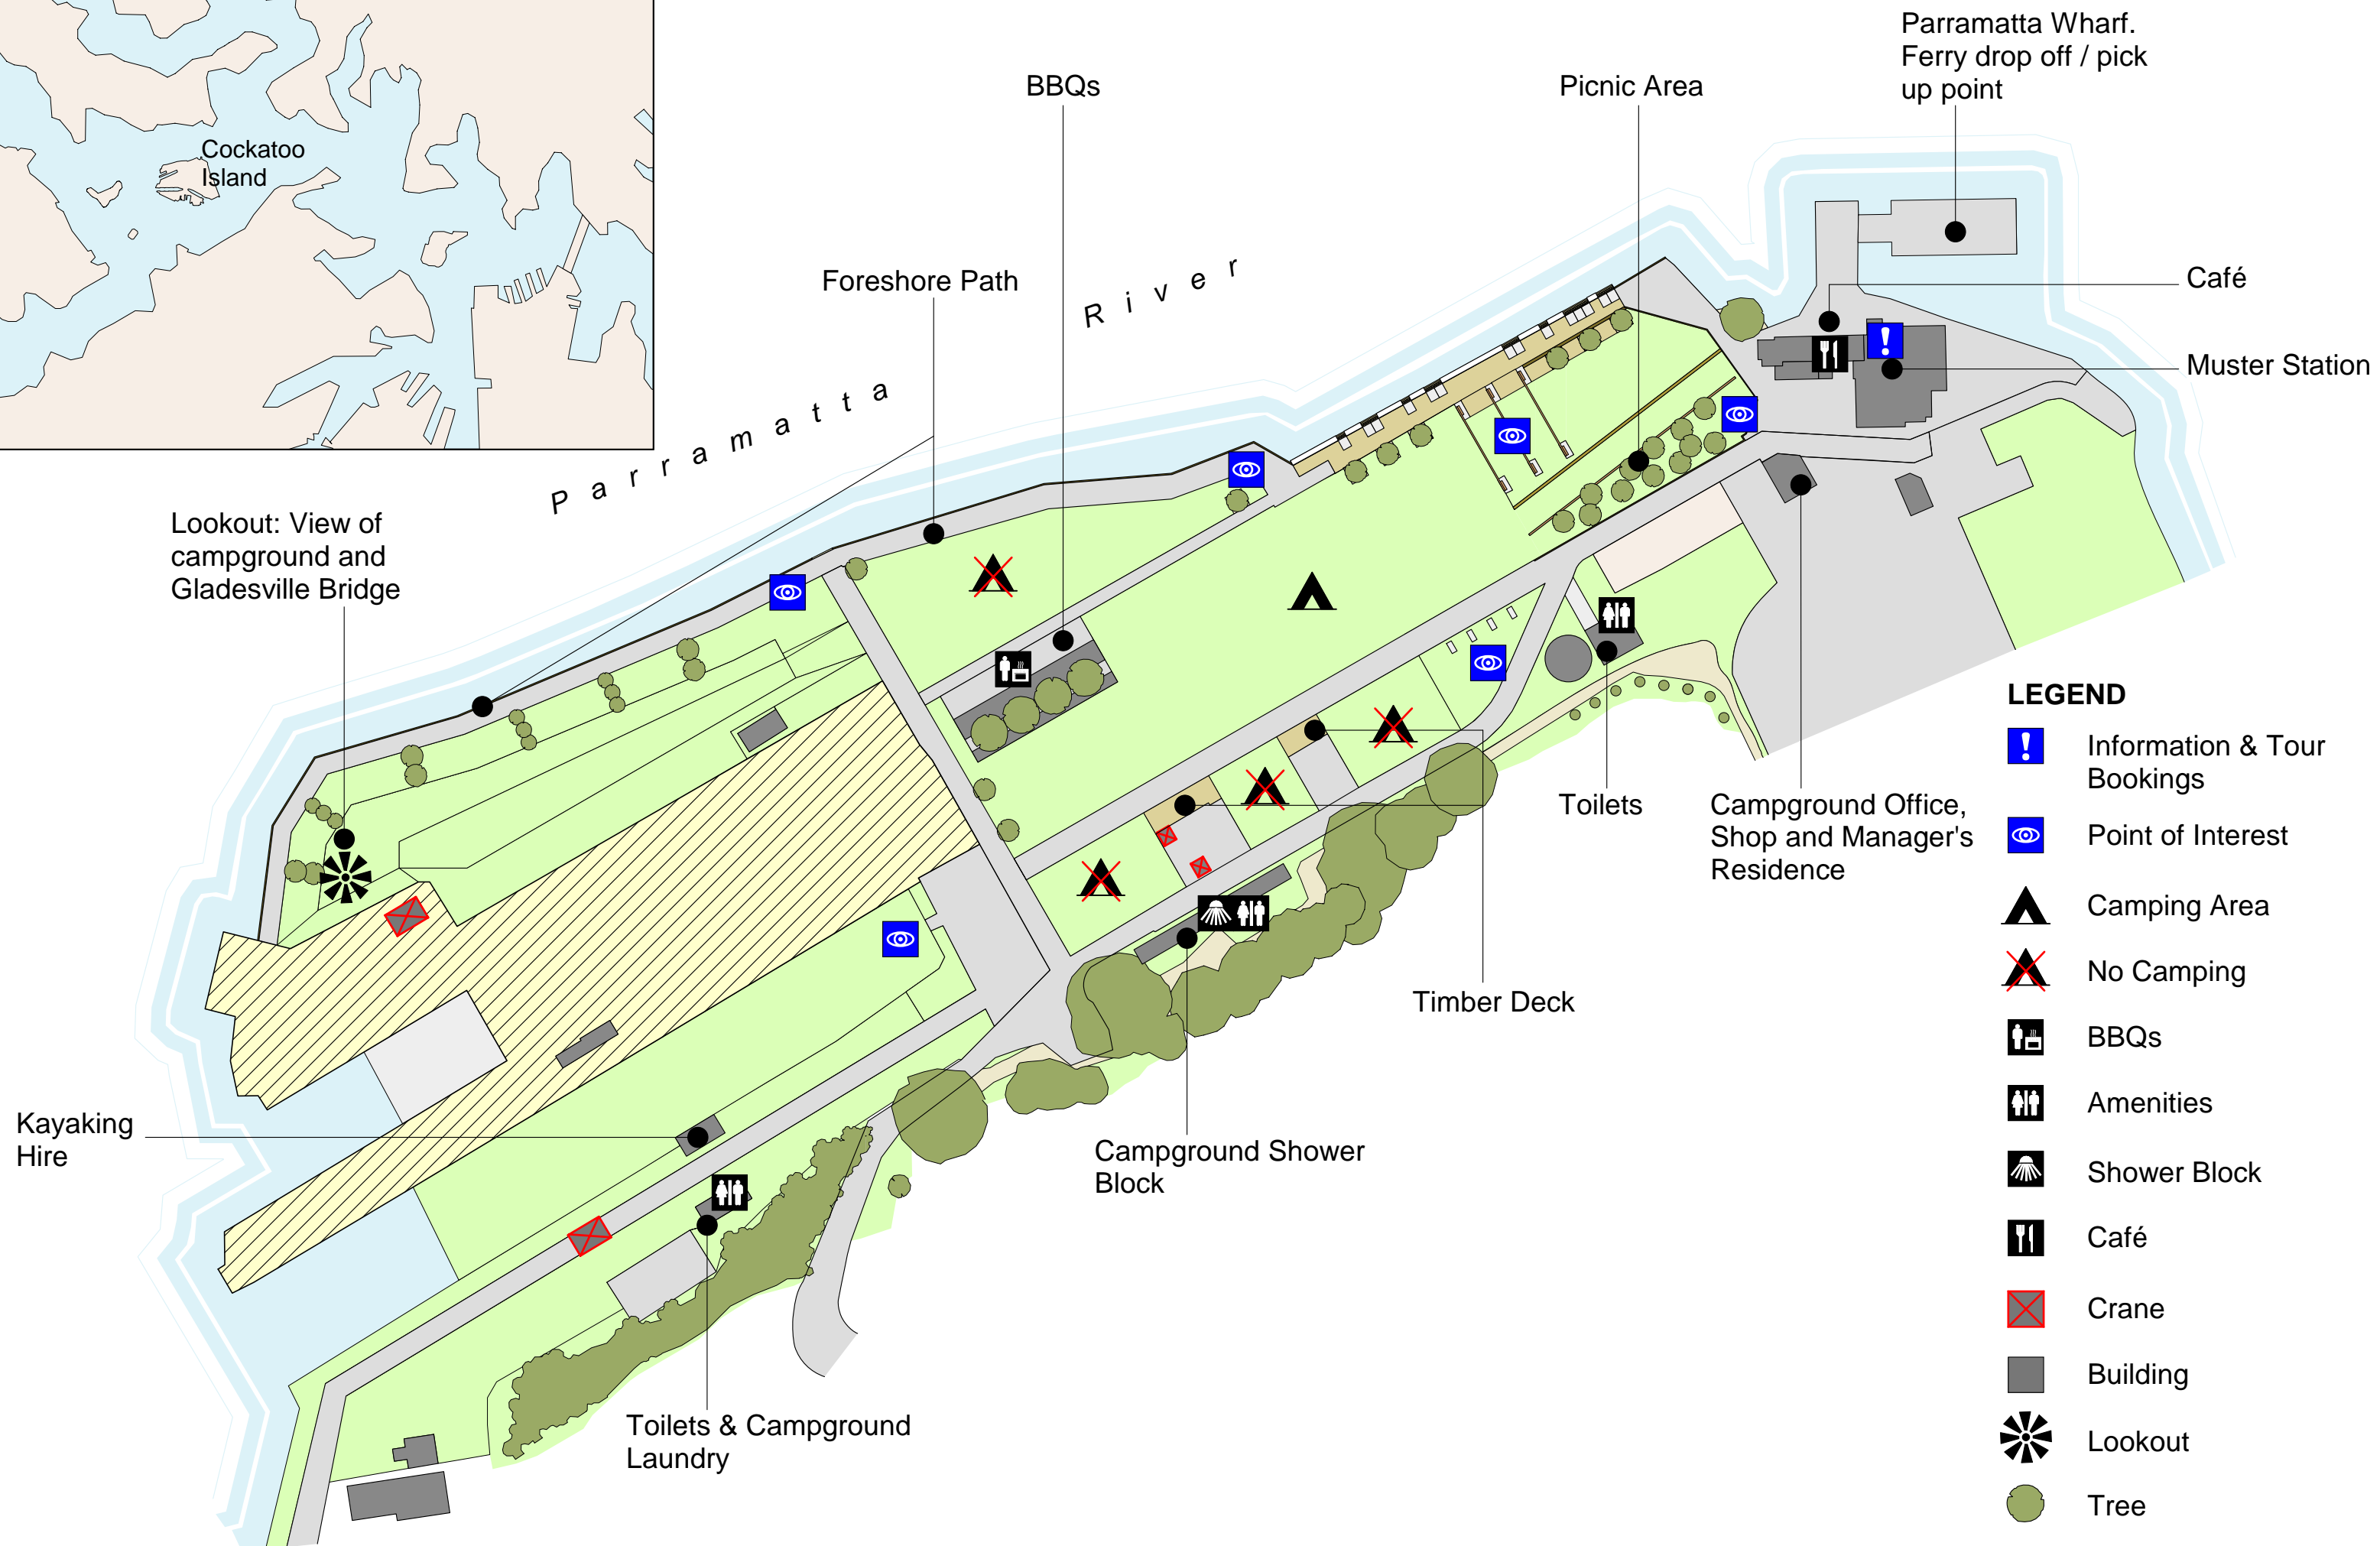 Parramatta Wharf.
Ferry drop off / pick
up point
BBQs
Picnic Area
Cockatoo
Island
Foreshore Path
Parramatta River
Café
Muster Station
Lookout: View of
campground and
Gladesville Bridge
LEGEND
Information & Tour
Bookings
Point of Interest
Camping Area
No Camping
BBQs
Amenities
Shower Block
Café
Crane
Building
Lookout
Tree
Toilets
Campground Office,
Shop and Manager's
Residence
Timber Deck
Kayaking
Hire
Campground Shower
Block
Toilets & Campground
Laundry